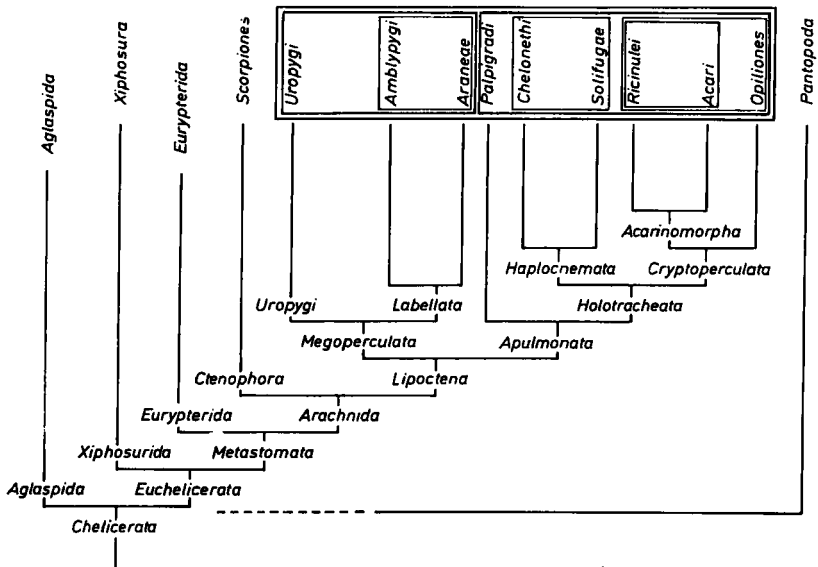 Aglaspida
Xiphosura
Eurypterida
Scorpiones
Uropygi
Amblypygi
Araneae
Palpigradi
Chelonethi
Solifugae
Ricinulei
Acari
Opiliones
Pantopoda
Acarinomorpha
Haplocnemata Cryptoperculata
Uropygi Labellata Holotracheata
Megoperculata Apulmonata
Ctenophora Lipoctena
Eurypterida Arachnida
Xiphosurida Metastomata
Aglaspida Euchelicerata
Chelicerata